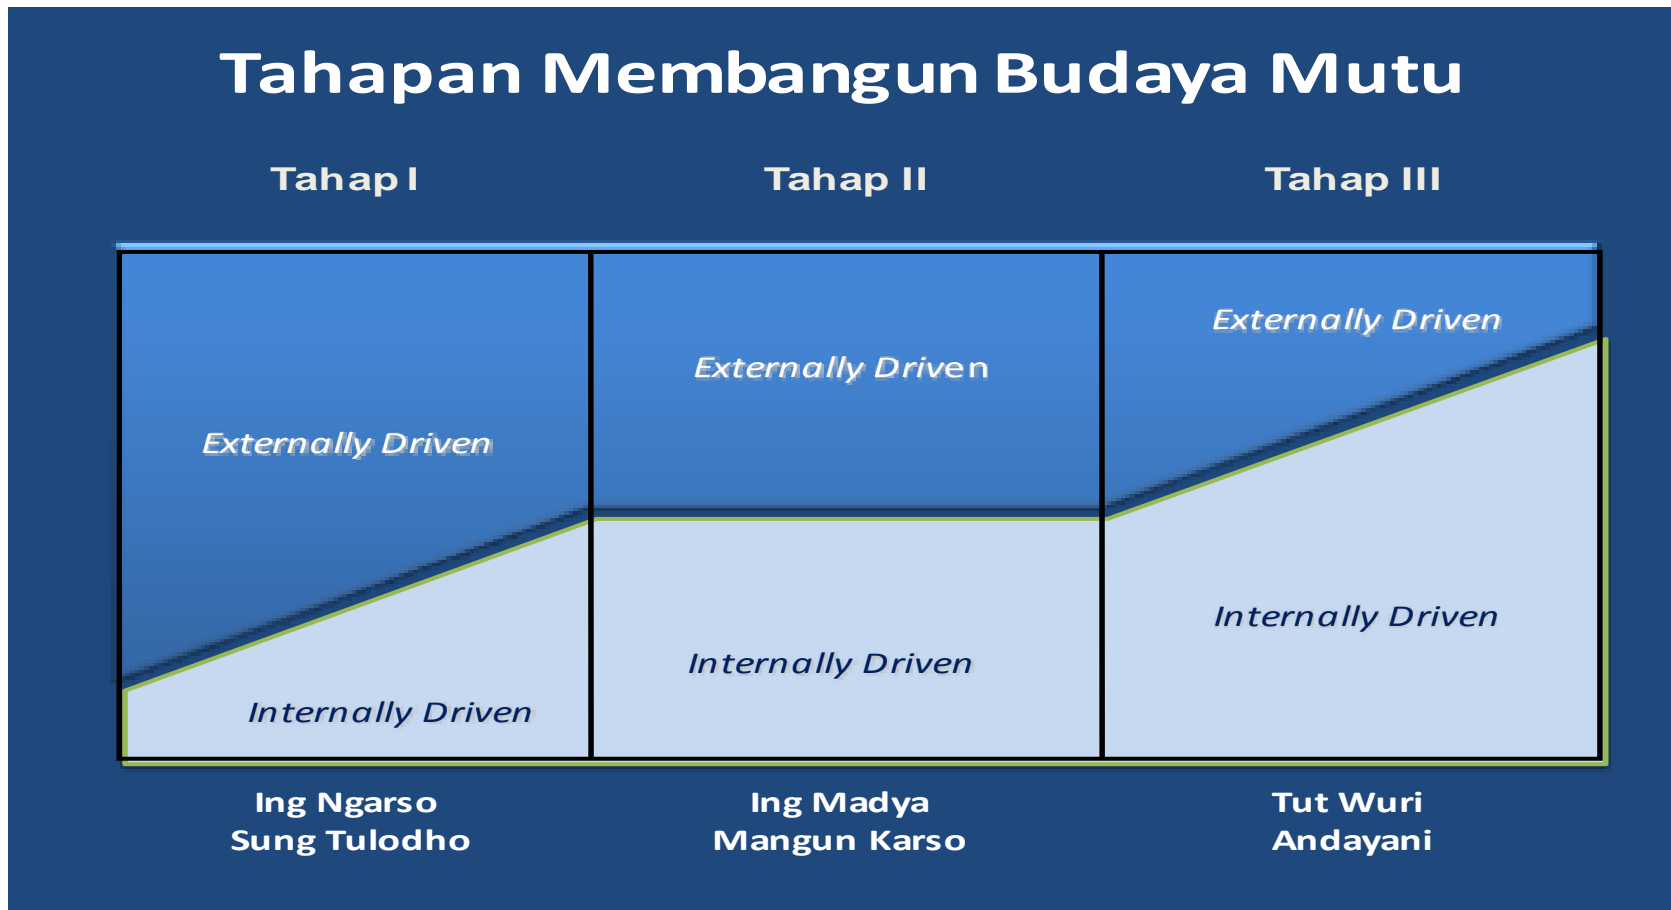 Tahapan Membangun Budaya Mutu
Tahap I
Tahap II
Tahap III
Externally Driven
Externally Driven
Externally Driven
Internally Driven
Internally Driven
Internally Driven
Ing Ngarso
Sung Tulodho
Ing Madya
Mangun Karso
Tut Wuri
Andayani